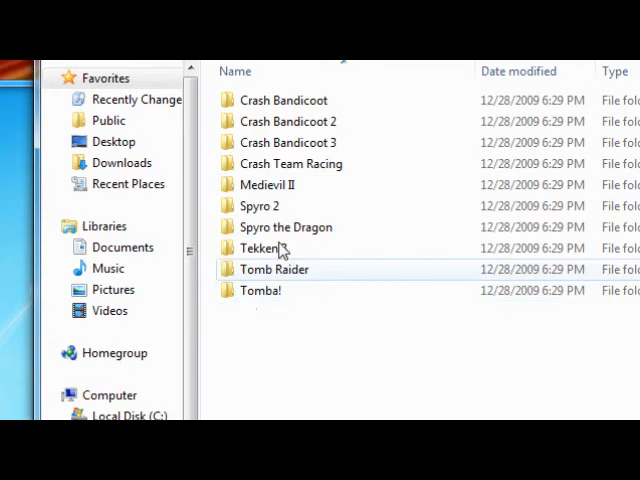 Name Date modified Type
Favorites
Recently Change
Public
Desktop
Downloads
Recent Places
Libraries
Documents
Music
Pictures
Videos
Homegroup
Computer
Local Disk (C:)
Crash Bandicoot 12/28/2009 6:29 PM File fold
Crash Bandicoot 2 12/28/2009 6:29 PM File fold
Crash Bandicoot 3 12/28/2009 6:29 PM File fold
Crash Team Racing 12/28/2009 6:29 PM File fold
Medievil II 12/28/2009 6:29 PM File fold
Spyro 2 12/28/2009 6:29 PM File fold
Spyro the Dragon 12/28/2009 6:29 PM File fold
Tekken 12/28/2009 6:29 PM File fold
Tomb Raider 12/28/2009 6:29 PM File fold
Tomba! 12/28/2009 6:29 PM File fold